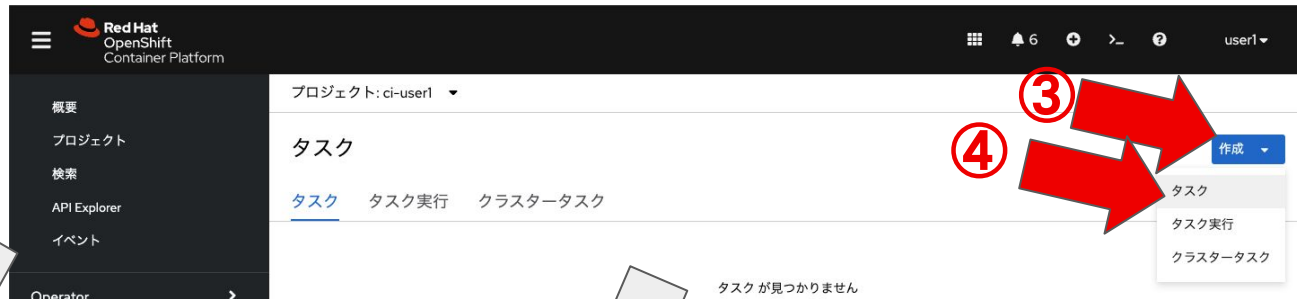 Red Hat
OpenShift
Container Platform
6
user1
概要
プロジェクト
検索
API Explorer
イベント
Operator
プロジェクト: ci-user1
③
④
タスク
作成
タスク タスク実行 クラスタータスク
タスク
タスク実行
クラスタータスク
タスク が見つかりません